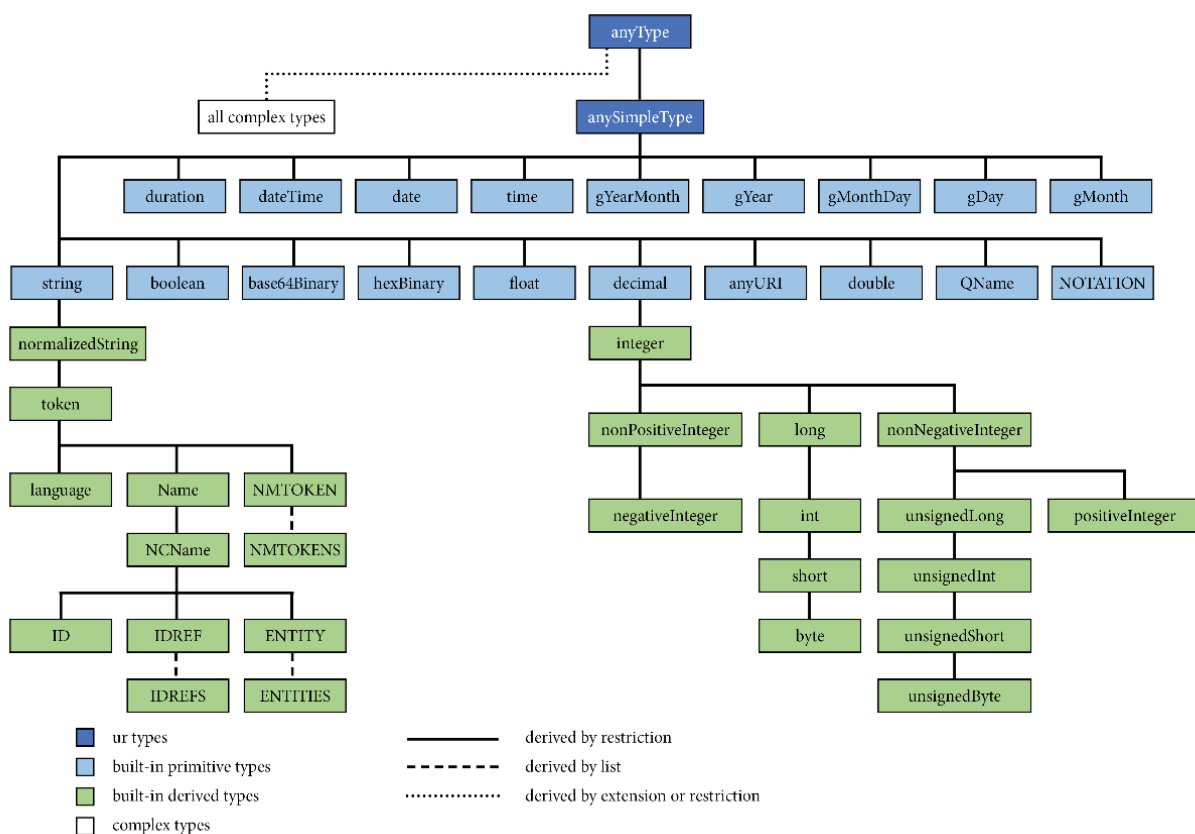 anyType
all complex types
anySimpleType
duration
dateTime
date
time
gYearMonth
gYear
gMonthDay
gDay
gMonth
string
boolean
base64Binary
hexBinary
float
decimal
anyURI
double
QName
NOTATION
normalizedString
integer
token
nonPositiveInteger
long
nonNegativeInteger
language
Name
NMTOKEN
negativeInteger
int
unsignedLong
positiveInteger
NCName
NMTOKENS
short
unsignedInt
ID
IDREF
ENTITY
byte
unsignedShort
IDREFS
ENTITIES
unsignedByte
ur types
derived by restriction
built-in primitive types
derived by list
built-in derived types
derived by extension or restriction
complex types